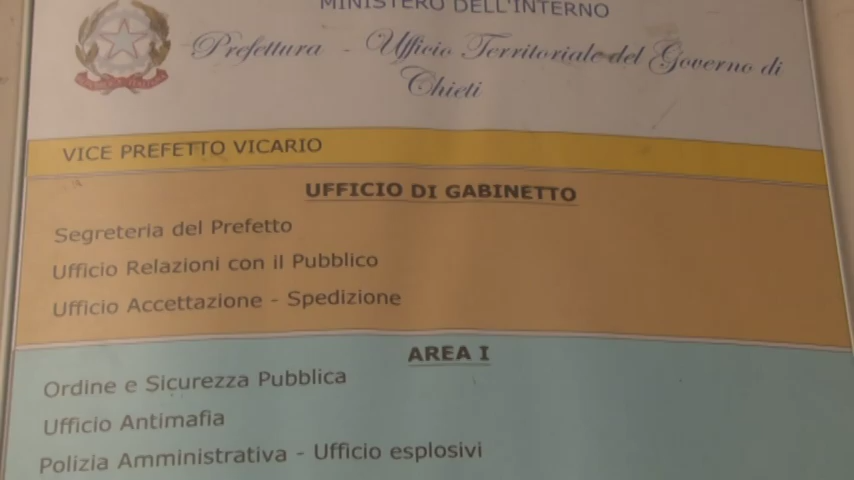 MINISTERO DELL'INTERNO
Prefettura - Ufficio Territoriale del Governo di
Chieti
VICE PREFETTO VICARIO
UFFICIO DI GABINETTO
Segreteria del Prefetto
Ufficio Relazioni con il Pubblico
Ufficio Accettazione - Spedizione
AREA I
Ordine e Sicurezza Pubblica
Ufficio Antimafia
Polizia Amministrativa - Ufficio esplosivi